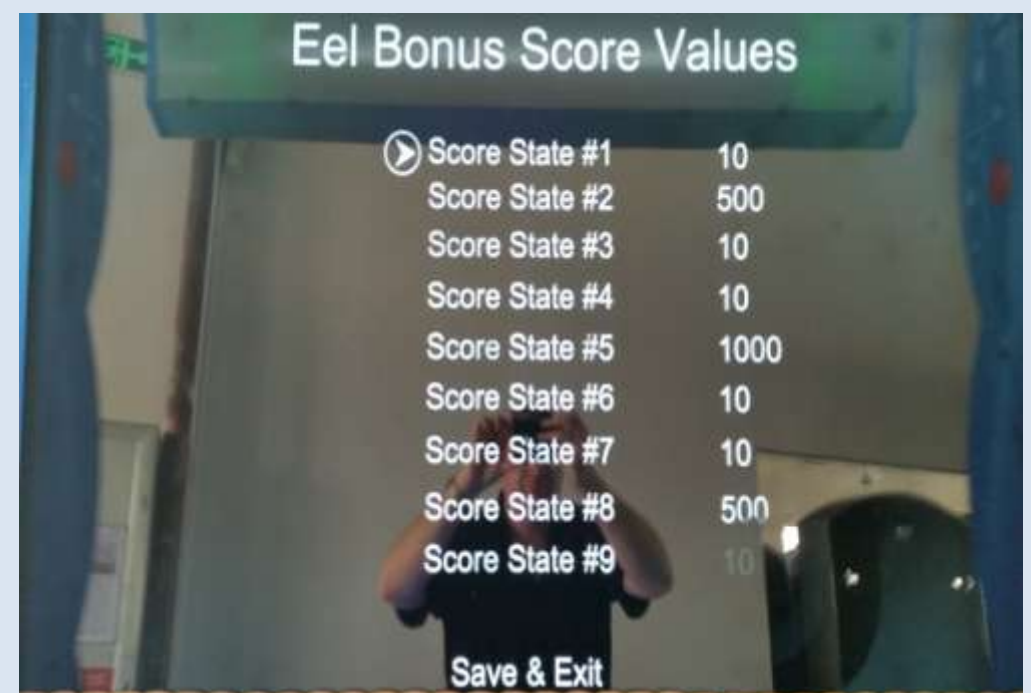 Eel Bonus Score Values
Score State #1 10
Score State #2 500
Score State #3 10
Score State #4 10
Score State #5 1000
Score State #6 10
Score State #7 10
Score State #8 500
Score State #9 10
Save & Exit